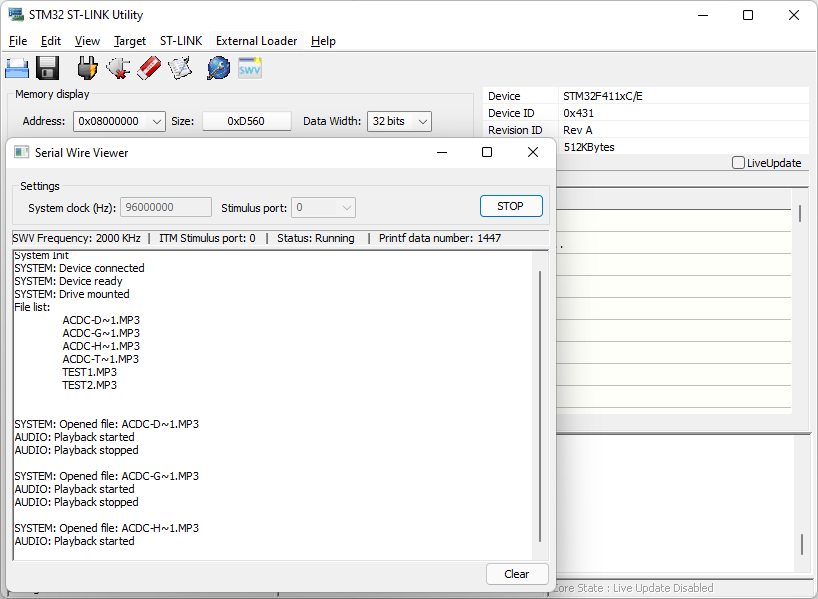 STM32 ST-LINK Utility
File Edit View Target ST-LINK External Loader Help
SWV
Memory display
Address: 0x08000000 Size: 0xD560 Data Width: 32 bits
Device STM32F411xC/E
Device ID 0x431
Revision ID Rev A
512KBytes
LiveUpdate
Serial Wire Viewer
Settings
System clock (Hz): 96000000 Stimulus port: 0 STOP
SWV Frequency: 2000 KHz | ITM Stimulus port: 0 | Status: Running | Printf data number: 1447
System Init
SYSTEM: Device connected
SYSTEM: Device ready
SYSTEM: Drive mounted
File list:
ACDC-D~1.MP3
ACDC-G~1.MP3
ACDC-H~1.MP3
ACDC-T~1.MP3
TEST1.MP3
TEST2.MP3
SYSTEM: Opened file: ACDC-D~1.MP3
AUDIO: Playback started
AUDIO: Playback stopped
SYSTEM: Opened file: ACDC-G~1.MP3
AUDIO: Playback started
AUDIO: Playback stopped
SYSTEM: Opened file: ACDC-H~1.MP3
AUDIO: Playback started
Clear
Core State : Live Update Disabled